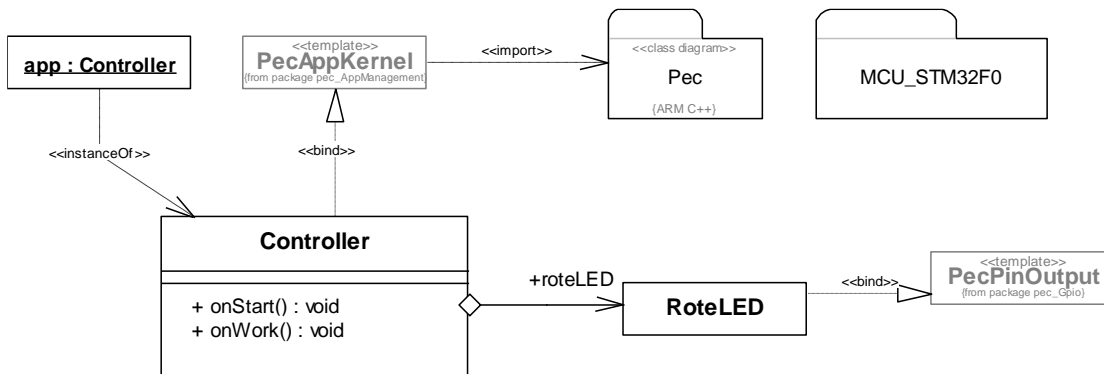 app : Controller
<<template>>
PecAppKernel
{from package pec_AppManagement}
<<import>>
<<class diagram>>
Pec
{ARM C++}
MCU_STM32F0
<<instanceOf>>
<<bind>>
Controller
+ onStart() : void
+ onWork() : void
+roteLED
RoteLED
<<bind>>
<<template>>
PecPinOutput
{from package pec_Gpio}